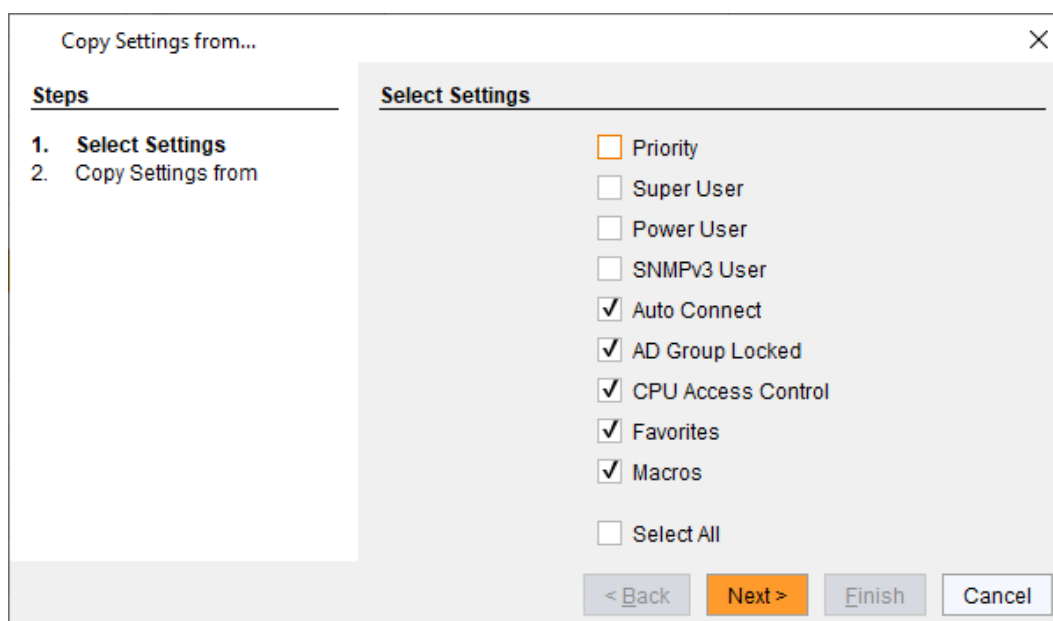 Copy Settings from...
Steps
1. Select Settings
2. Copy Settings from
Select Settings
Priority
Super User
Power User
SNMPv3 User
Auto Connect
AD Group Locked
CPU Access Control
Favorites
Macros
Select All
< Back
Next >
Finish
Cancel